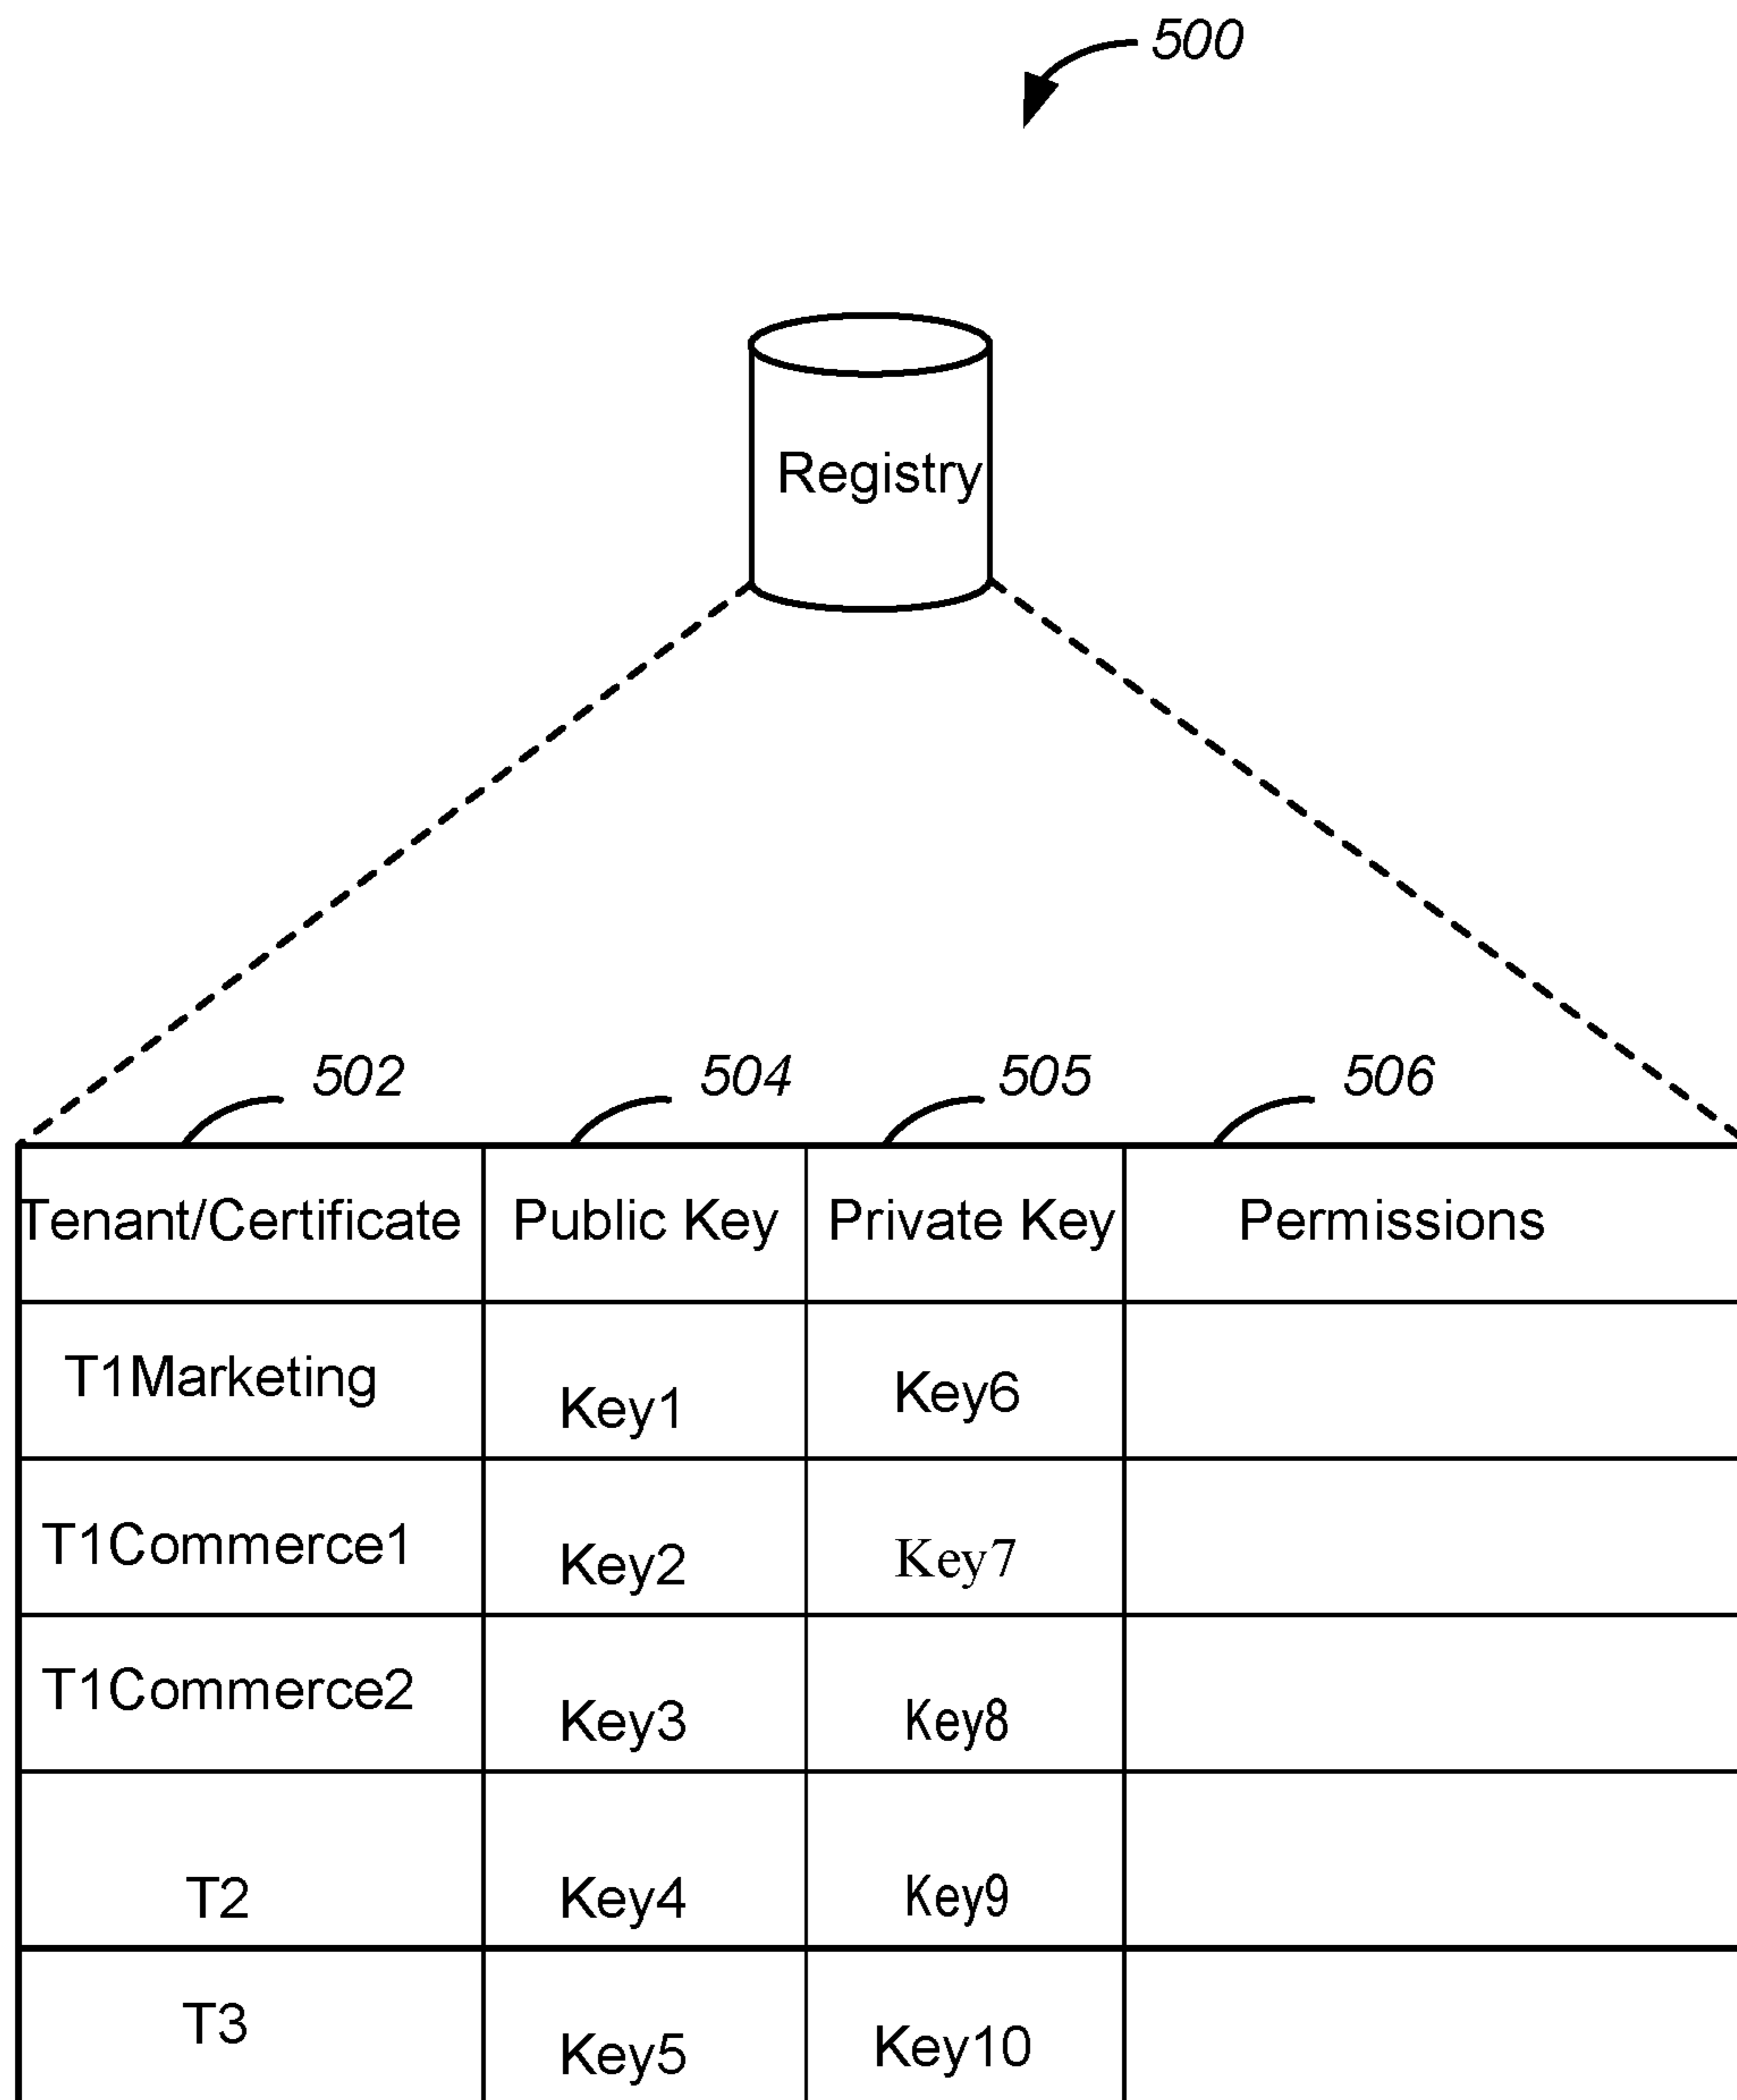 500
Registry
502 504 505 506
Tenant/Certificate Public Key Private Key Permissions
T1Marketing Key1 Key6
T1Commerce1 Key2 Key7
T1Commerce2 Key3 Key8
T2 Key4 Key9
T3 Key5 Key10